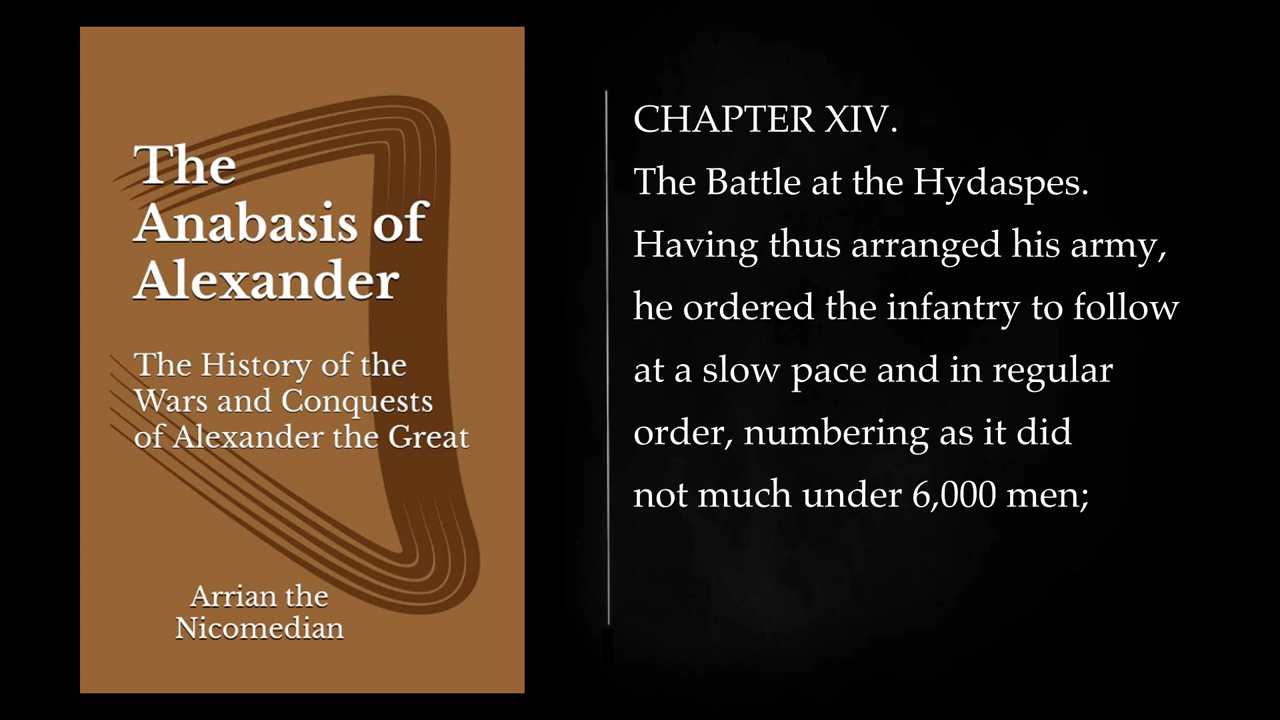 The
Anabasis of
Alexander
The History of the
Wars and Conquests
of Alexander the Great
Arrian the
Nicomedian
CHAPTER XIV.
The Battle at the Hydaspes.
Having thus arranged his army,
he ordered the infantry to follow
at a slow pace and in regular
order, numbering as it did
not much under 6,000 men;